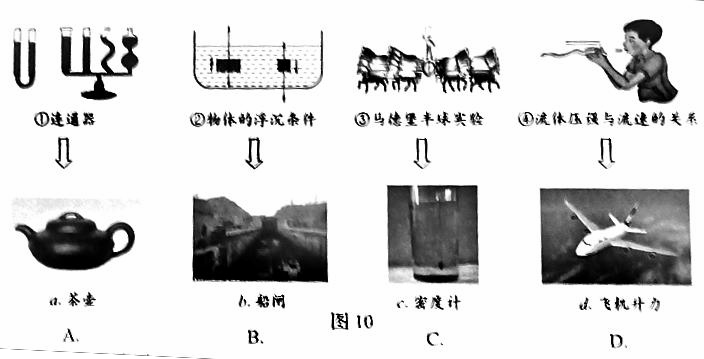 ①连通器 ②物体的浮沉条件 ③马德堡半球实验 ④流体压强与流速的关系
a. 茶壶 b. 船闸 c. 密度计 d. 飞机升力
图10
A. B. C. D.